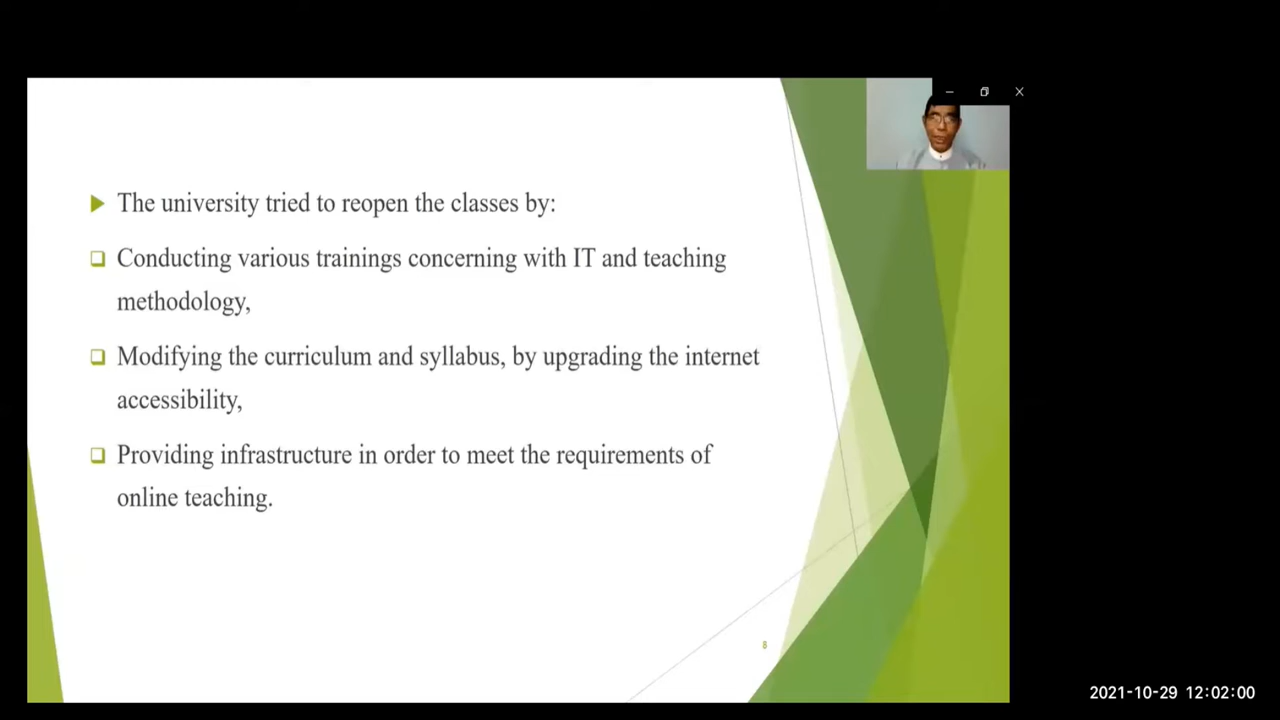 The university tried to reopen the classes by:
Conducting various trainings concerning with IT and teaching
methodology,
Modifying the curriculum and syllabus, by upgrading the internet
accessibility,
Providing infrastructure in order to meet the requirements of
online teaching.
8
2021-10-29 12:02:00